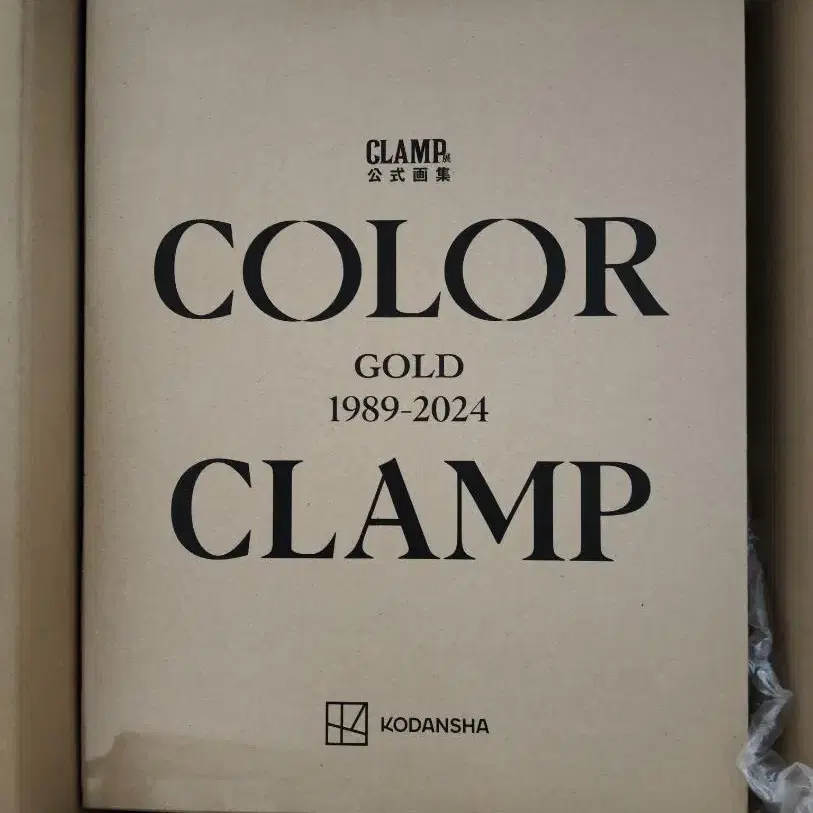 CLAMP展
公式画集
COLOR
GOLD
1989-2024
CLAMP
KODANSHA